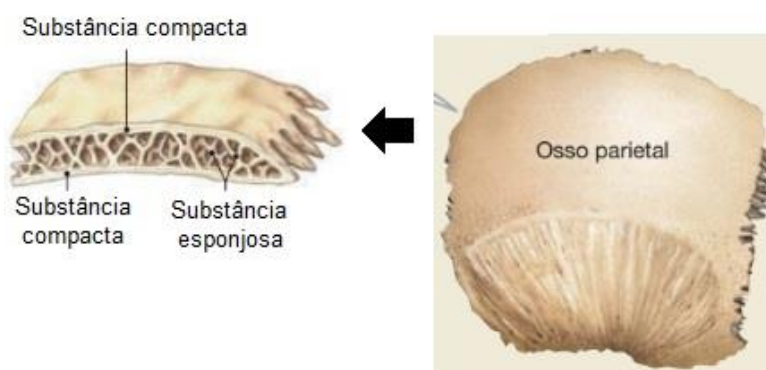 Substância compacta
Substância
compacta
Substância
esponjosa
Osso parietal